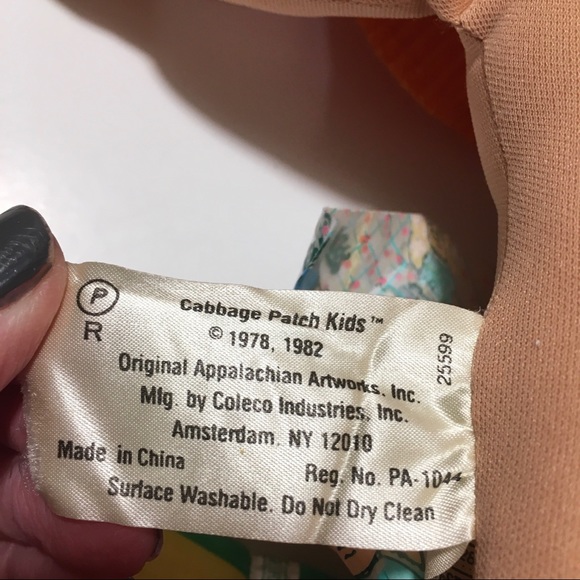 P
R
Cabbage Patch Kids™
© 1978, 1982
Original Appalachian Artworks, Inc.
Mfg. by Coleco Industries, Inc.
Amsterdam, NY 12010
Made in China
Reg. No. PA-1044
Surface Washable. Do Not Dry Clean
25599